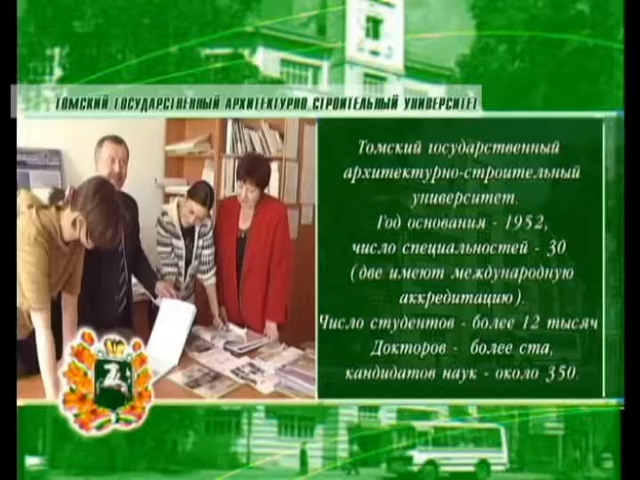 ТОМСКИЙ ГОСУДАРСТВЕННЫЙ АРХИТЕКТУРНО СТРОИТЕЛЬНЫЙ УНИВЕРСИТЕТ
Томский государственный
архитектурно-строительный
университет.
Год основания - 1952,
число специальностей - 30
(две имеют международную
аккредитацию).
Число студентов - более 12 тысяч
Докторов - более ста,
кандидатов наук - около 350.